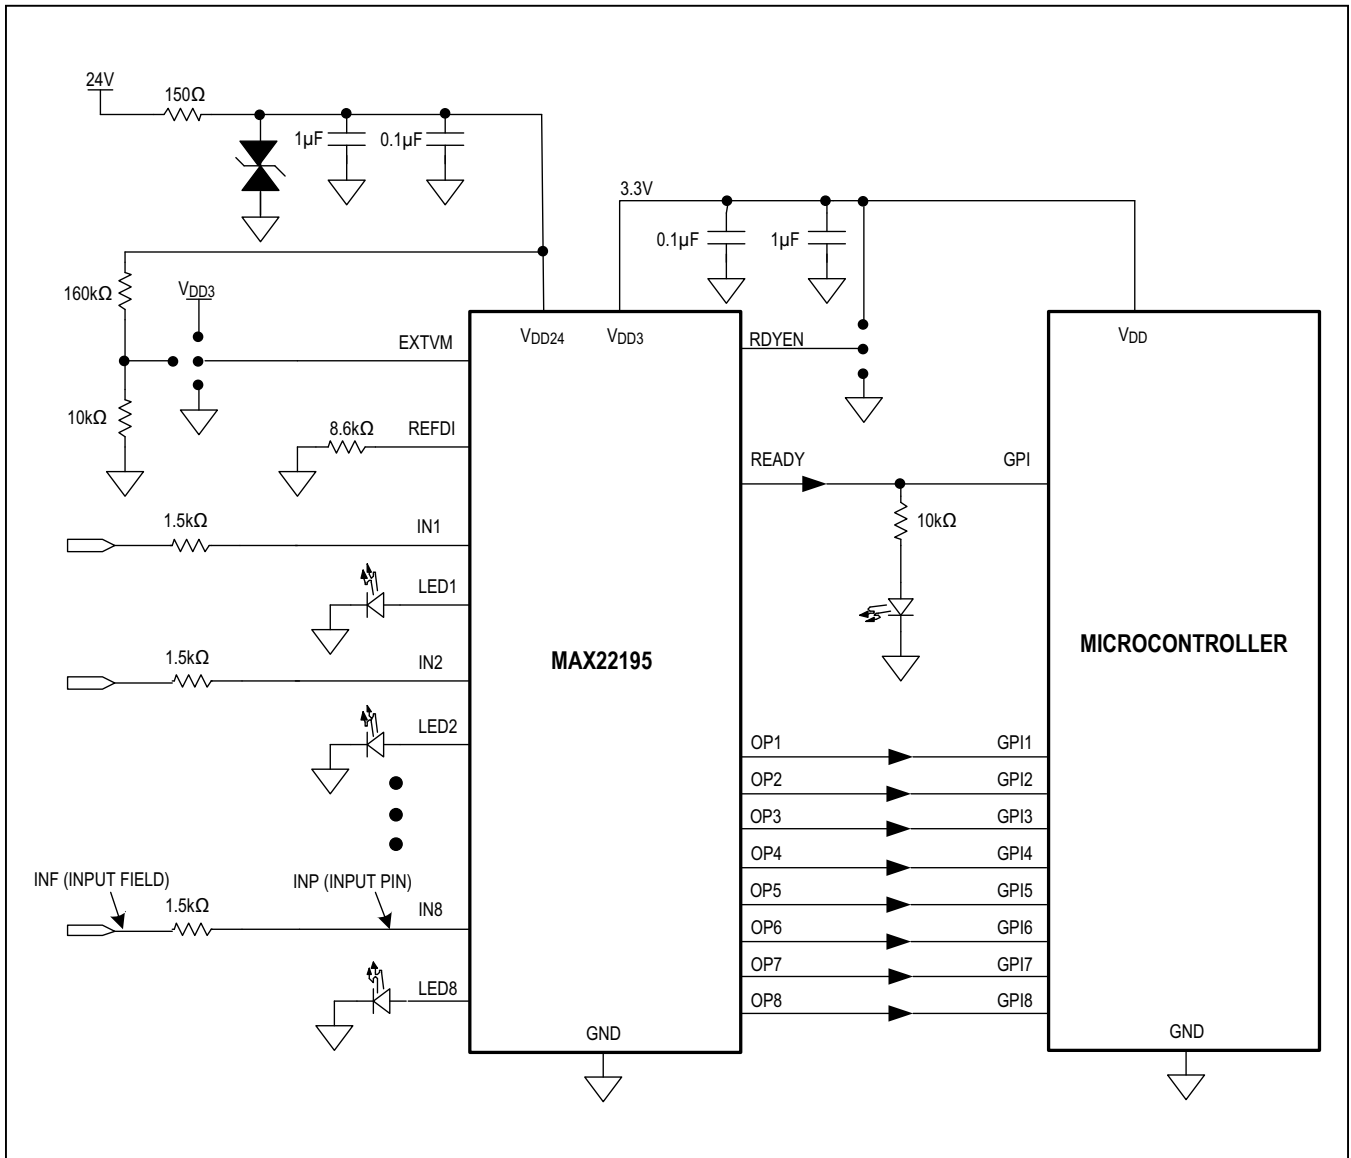 24V
150Ω
1µF
0.1µF
3.3V
0.1µF
1µF
160kΩ
VDD3
EXTVM
VDD24
VDD3
RDYEN
VDD
10kΩ
8.6kΩ
REFDI
READY
GPI
1.5kΩ
IN1
10kΩ
LED1
1.5kΩ
IN2
MAX22195
MICROCONTROLLER
LED2
OP1
GPI1
OP2
GPI2
OP3
GPI3
OP4
GPI4
INF (INPUT FIELD)
INP (INPUT PIN)
OP5
GPI5
1.5kΩ
IN8
OP6
GPI6
OP7
GPI7
LED8
OP8
GPI8
GND
GND